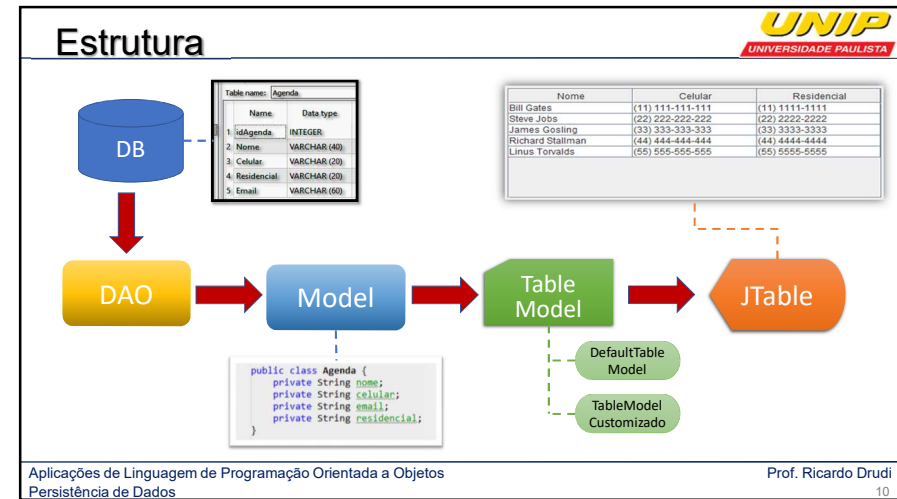 Estrutura
UNIP
UNIVERSIDADE PAULISTA
Table name: Agenda
Name Data type
1 idAgenda INTEGER
2 Nome VARCHAR (40)
3 Celular VARCHAR (20)
4 Residencial VARCHAR (20)
5 Email VARCHAR (60)
Nome Celular Residencial
Bill Gates (11) 111-111-111 (11) 1111-1111
Steve Jobs (22) 222-222-222 (22) 2222-2222
James Gosling (33) 333-333-333 (33) 3333-3333
Richard Stallman (44) 444-444-444 (44) 4444-4444
Linus Torvalds (55) 555-555-555 (55) 5555-5555
DB
DAO
Model
Table
Model
JTable
DefaultTable
Model
TableModel
Customizado
public class Agenda {
private String nome;
private String celular;
private String email;
private String residencial;
}
Aplicações de Linguagem de Programação Orientada a Objetos
Persistência de Dados
Prof. Ricardo Drudi
10